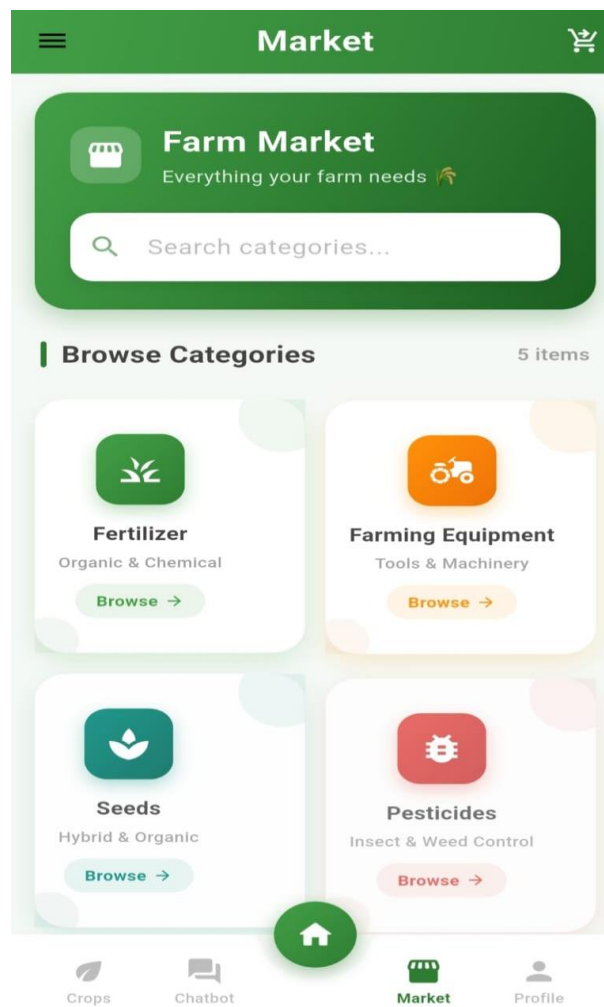 Market
Farm Market
Everything your farm needs 🌾
Search categories...
Browse Categories
5 items
Fertilizer
Organic & Chemical
Browse →
Farming Equipment
Tools & Machinery
Browse →
Seeds
Hybrid & Organic
Browse →
Pesticides
Insect & Weed Control
Browse →
Crops
Chatbot
Market
Profile